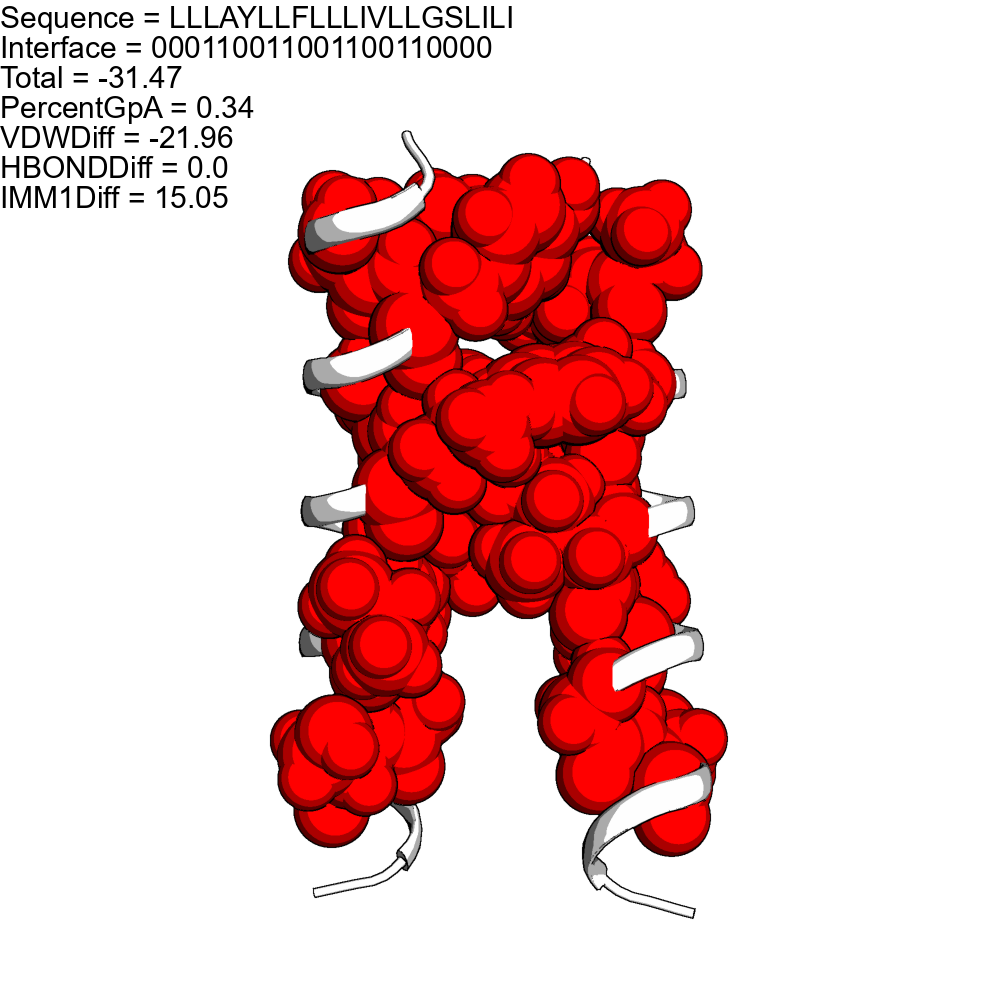 Sequence = LLLAYLLFLLLIVLLGSLILI
Interface = 000110011001100110000
Total = -31.47
PercentGpA = 0.34
VDWDiff = -21.96
HBONDDiff = 0.0
IMM1Diff = 15.05